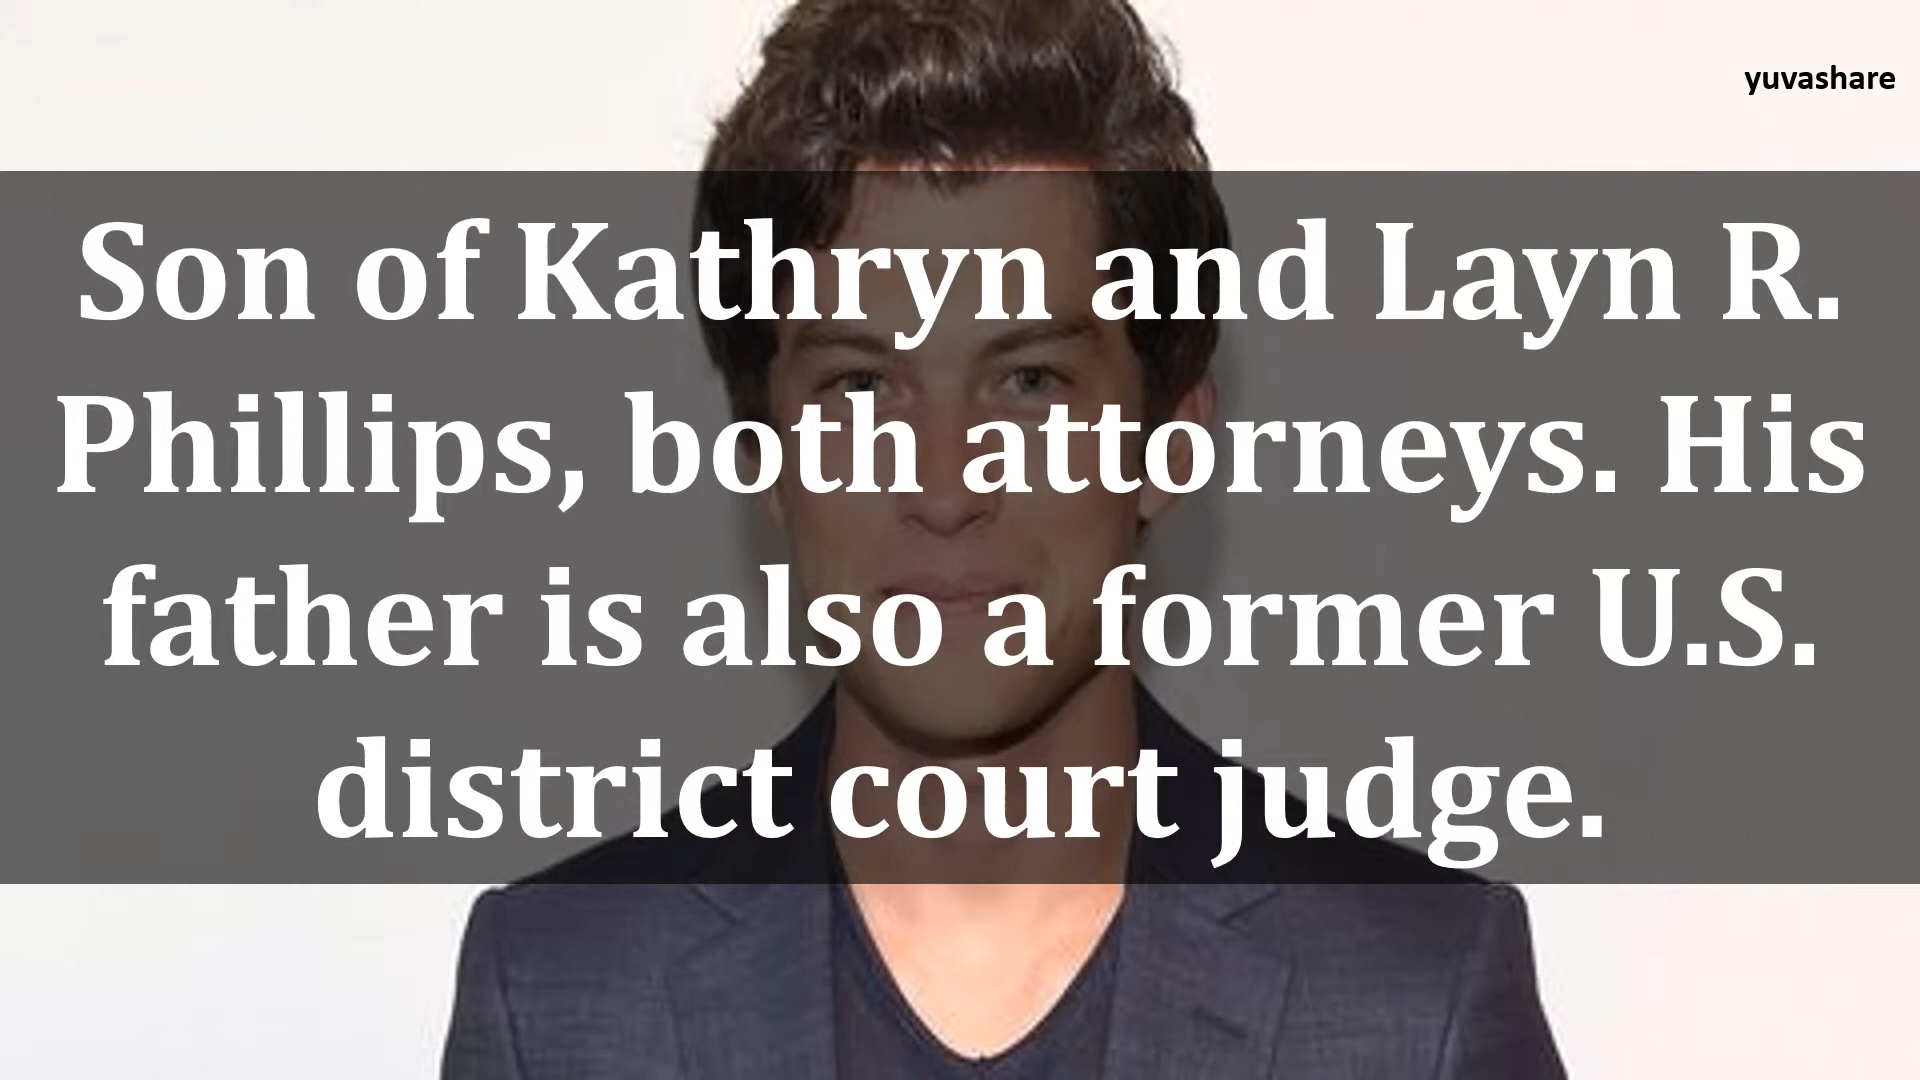 yuvashare
Son of Kathryn and Layn R.
Phillips, both attorneys. His
father is also a former U.S.
district court judge.